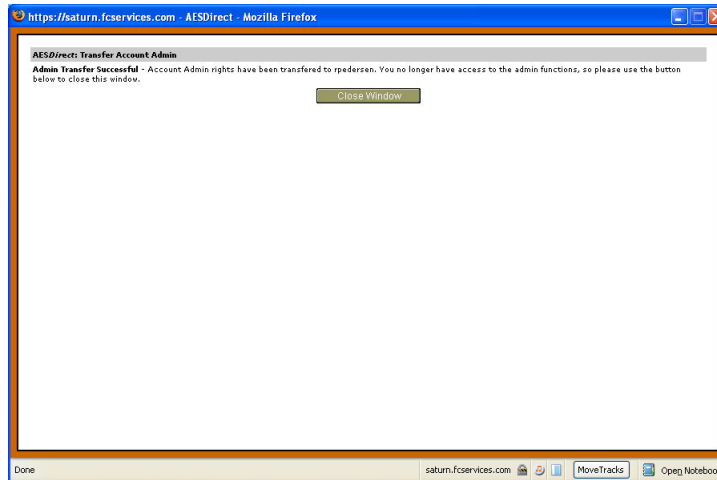 https://saturn.fcservices.com - AESDirect - Mozilla Firefox
AESDirect: Transfer Account Admin
Admin Transfer Successful - Account Admin rights have been transfered to rpedersen. You no longer have access to the admin functions, so please use the button
below to close this window.
Close Window
Done saturn.fcservices.com MoveTracks Open Noteboo